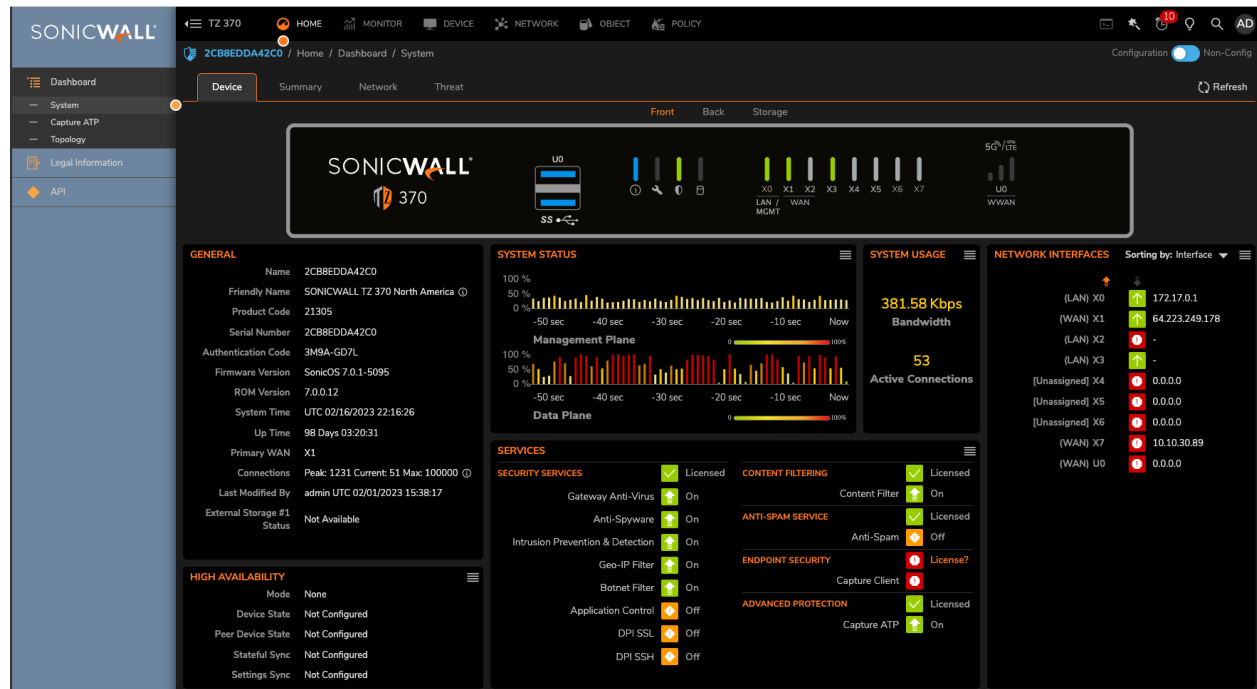 SONICWALL
TZ 370 HOME MONITOR DEVICE NETWORK OBJECT POLICY 10 AD
2CB8EDDA42C0 / Home / Dashboard / System Configuration Non-Config
Dashboard
System
Capture ATP
Topology
Legal Information
API
Device Summary Network Threat Refresh
Front Back Storage
SONICWALL
370
U0
SS
X0 X1 X2 X3 X4 X5 X6 X7
LAN / MGMT WAN
5G/LTE
U0
WWAN
GENERAL
Name 2CB8EDDA42C0
Friendly Name SONICWALL TZ 370 North America
Product Code 21305
Serial Number 2CB8EDDA42C0
Authentication Code 3M9A-GD7L
Firmware Version SonicOS 7.0.1-5095
ROM Version 7.0.0.12
System Time UTC 02/16/2023 22:16:26
Up Time 98 Days 03:20:31
Primary WAN X1
Connections Peak: 1231 Current: 51 Max: 100000
Last Modified By admin UTC 02/01/2023 15:38:17
External Storage #1 Status Not Available
HIGH AVAILABILITY
Mode None
Device State Not Configured
Peer Device State Not Configured
Stateful Sync Not Configured
Settings Sync Not Configured
SYSTEM STATUS
100 %
50 %
0 %
-50 sec -40 sec -30 sec -20 sec -10 sec Now
Management Plane 0 100%
100 %
50 %
0 %
-50 sec -40 sec -30 sec -20 sec -10 sec Now
Data Plane 0 100%
SYSTEM USAGE
381.58 Kbps
Bandwidth
53
Active Connections
SERVICES
SECURITY SERVICES Licensed
Gateway Anti-Virus On
Anti-Spyware On
Intrusion Prevention & Detection On
Geo-IP Filter On
Botnet Filter On
Application Control Off
DPI SSL Off
DPI SSH Off
CONTENT FILTERING Licensed
Content Filter On
ANTI-SPAM SERVICE Licensed
Anti-Spam Off
ENDPOINT SECURITY License?
Capture Client
ADVANCED PROTECTION Licensed
Capture ATP On
NETWORK INTERFACES Sorting by: Interface
(LAN) X0 172.17.0.1
(WAN) X1 64.223.249.178
(LAN) X2 -
(LAN) X3 -
[Unassigned] X4 0.0.0.0
[Unassigned] X5 0.0.0.0
[Unassigned] X6 0.0.0.0
(WAN) X7 10.10.30.89
(WAN) U0 0.0.0.0